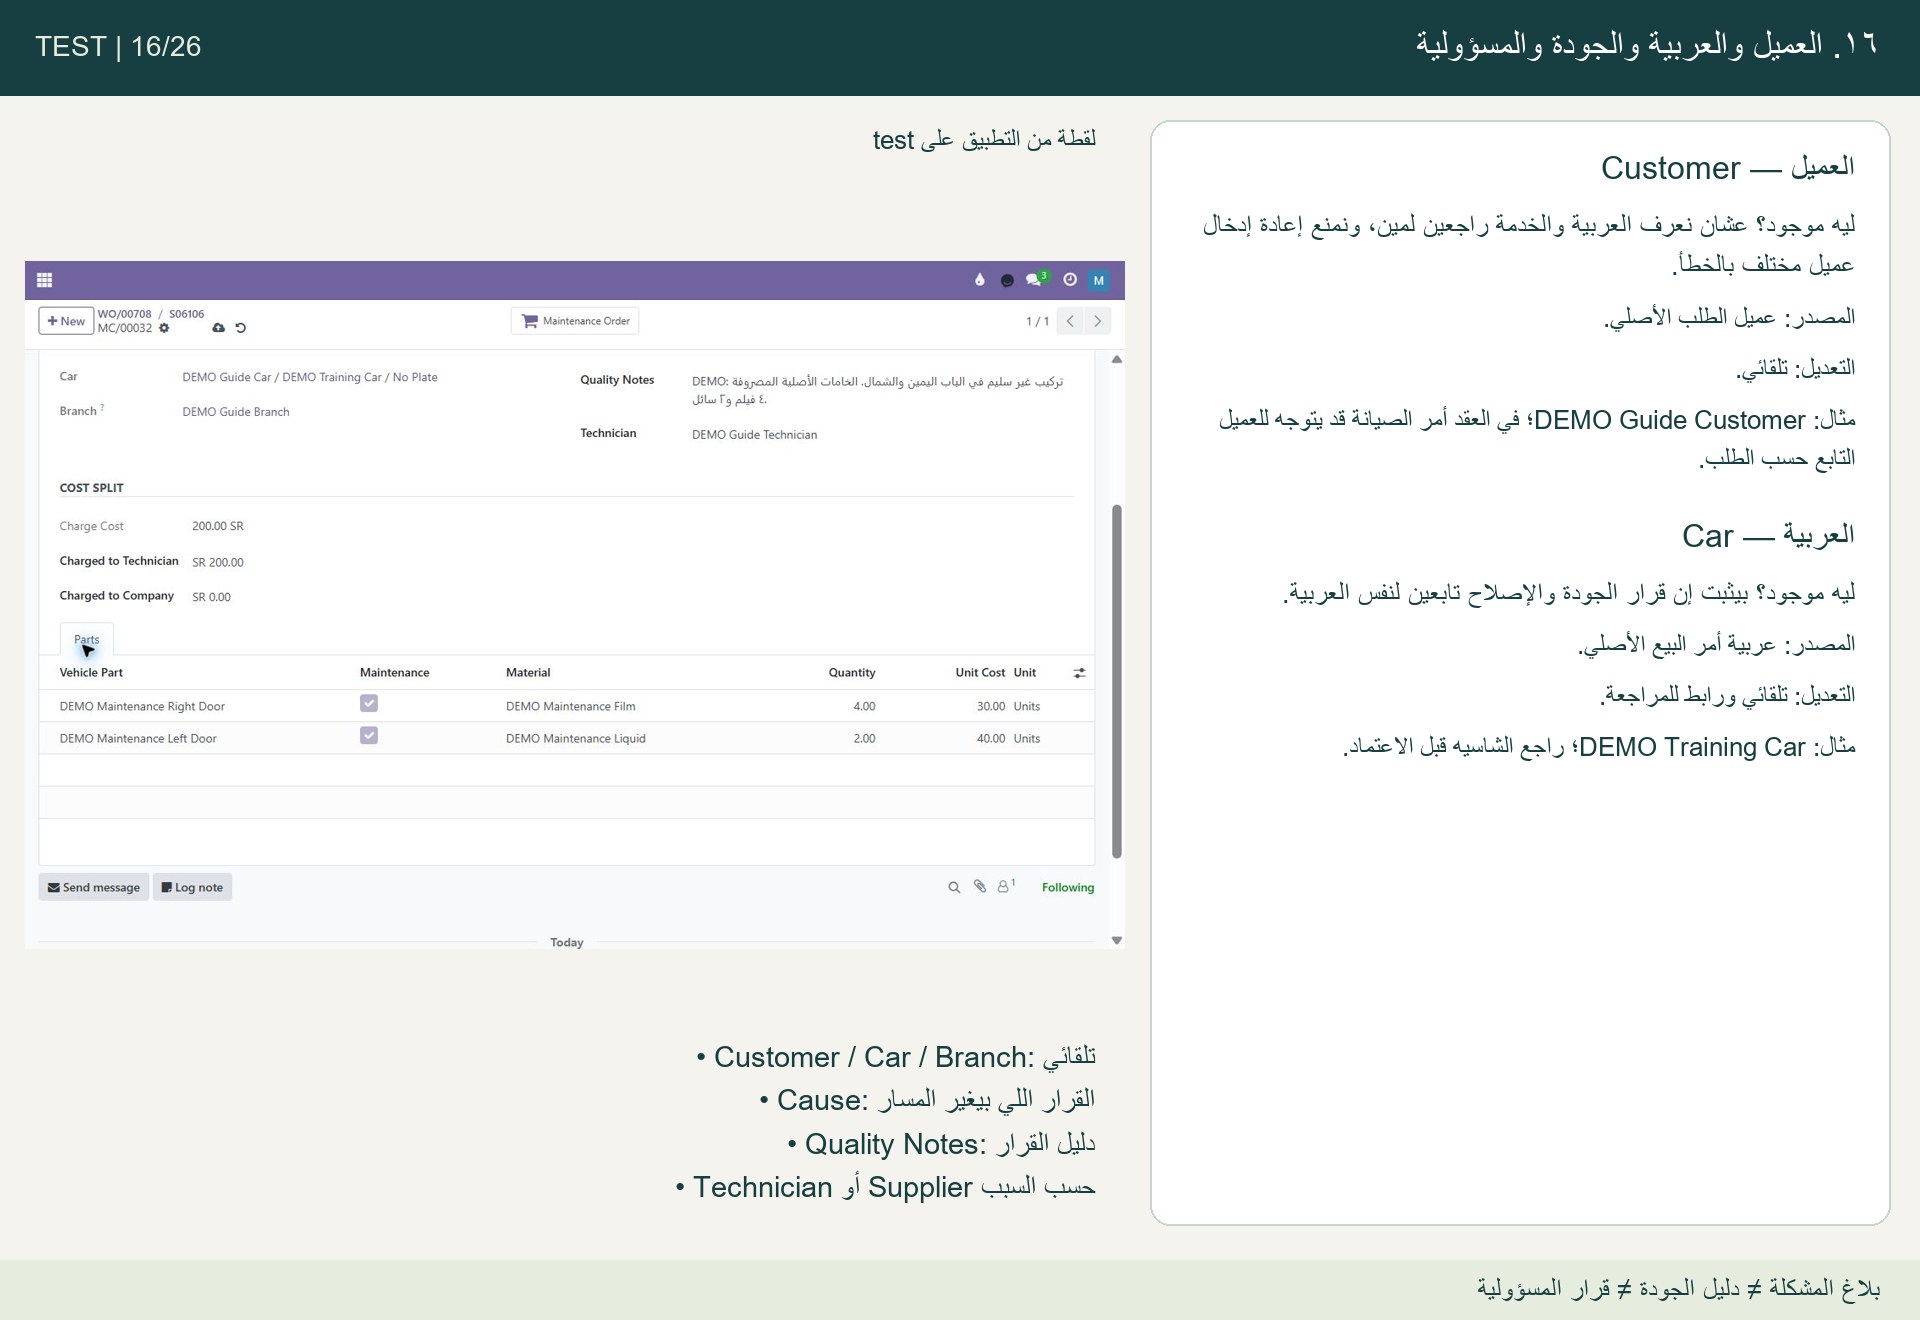 TEST | 16/26
١٦. العميل والعربية والجودة والمسؤولية
العميل — Customer
ليه موجود؟ عشان نعرف العربية والخدمة راجعين لمين، ونمنع إعادة إدخال
عميل مختلف بالخطأ.
المصدر: عميل الطلب الأصلي.
التعديل: تلقائي.
مثال: DEMO Guide Customer؛ في العقد أمر الصيانة قد يتوجه للعميل
التابع حسب الطلب.
العربية — Car
ليه موجود؟ بيثبت إن قرار الجودة والإصلاح تابعين لنفس العربية.
المصدر: عربية أمر البيع الأصلي.
التعديل: تلقائي ورابط للمراجعة.
مثال: DEMO Training Car؛ راجع الشاسيه قبل الاعتماد.
لقطة من التطبيق على test
3
M
New
WO/00708 / S06106
MC/00032
Maintenance Order
1 / 1
Car DEMO Guide Car / DEMO Training Car / No Plate
Branch ? DEMO Guide Branch
Quality Notes DEMO: تركيب غير سليم في الباب اليمين والشمال. الخامات الأصلية المصروفة
٤ فيلم و٢ سائل.
Technician DEMO Guide Technician
COST SPLIT
Charge Cost 200.00 SR
Charged to Technician SR 200.00
Charged to Company SR 0.00
Parts
Vehicle Part Maintenance Material Quantity Unit Cost Unit
DEMO Maintenance Right Door DEMO Maintenance Film 4.00 30.00 Units
DEMO Maintenance Left Door DEMO Maintenance Liquid 2.00 40.00 Units
Send message Log note 1 Following
Today
• Customer / Car / Branch: تلقائي
• Cause: القرار اللي بيغير المسار
• Quality Notes: دليل القرار
• Technician أو Supplier حسب السبب
بلاغ المشكلة ≠ دليل الجودة ≠ قرار المسؤولية